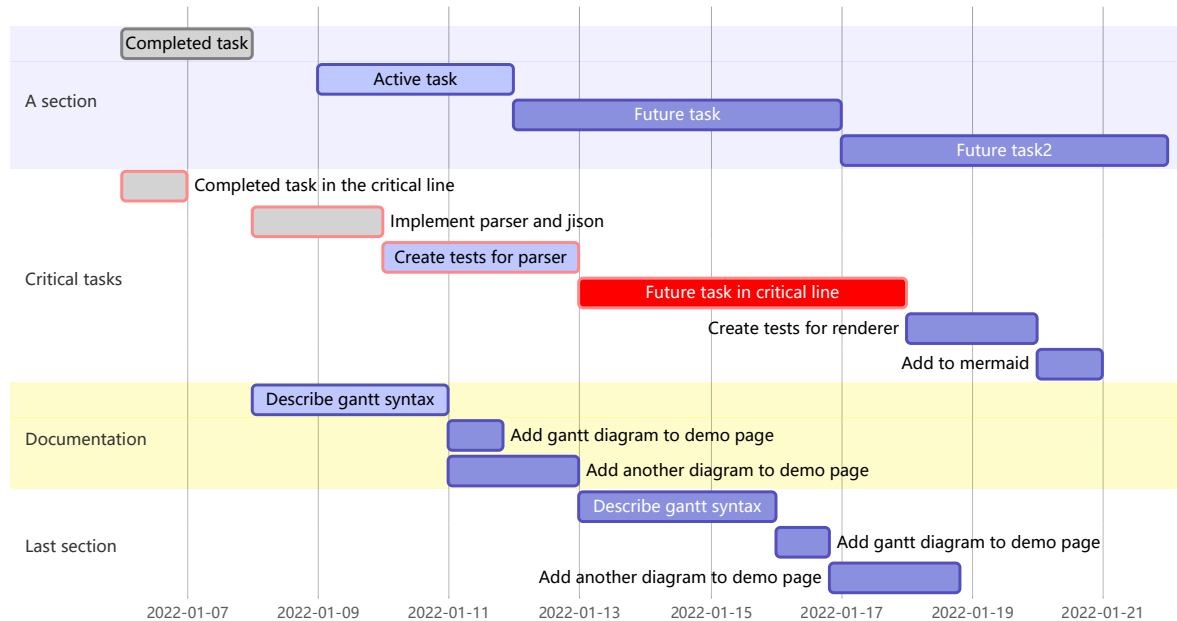 Completed task
Active task
A section
Future task
Future task2
Completed task in the critical line
Implement parser and jison
Create tests for parser
Critical tasks
Future task in critical line
Create tests for renderer
Add to mermaid
Describe gantt syntax
Add gantt diagram to demo page
Documentation
Add another diagram to demo page
Describe gantt syntax
Add gantt diagram to demo page
Last section
Add another diagram to demo page
2022-01-07 2022-01-09 2022-01-11 2022-01-13 2022-01-15 2022-01-17 2022-01-19 2022-01-21